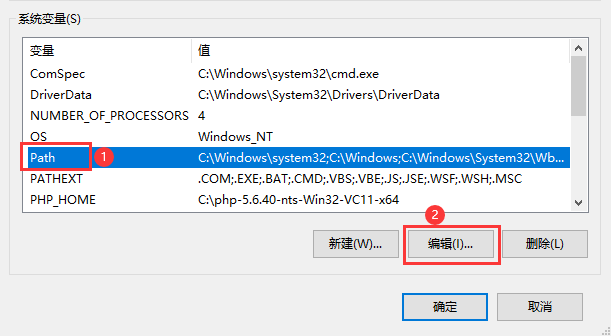 系统变量(S)
变量 值
ComSpec C:\Windows\system32\cmd.exe
DriverData C:\Windows\System32\Drivers\DriverData
NUMBER_OF_PROCESSORS 4
OS Windows_NT
Path 1 C:\Windows\system32;C:\Windows;C:\Windows\System32\Wb...
PATHEXT .COM;.EXE;.BAT;.CMD;.VBS;.VBE;.JS;.JSE;.WSF;.WSH;.MSC
PHP_HOME C:\php-5.6.40-nts-Win32-VC11-x64
2
新建(W)... 编辑(I)... 删除(L)
确定 取消